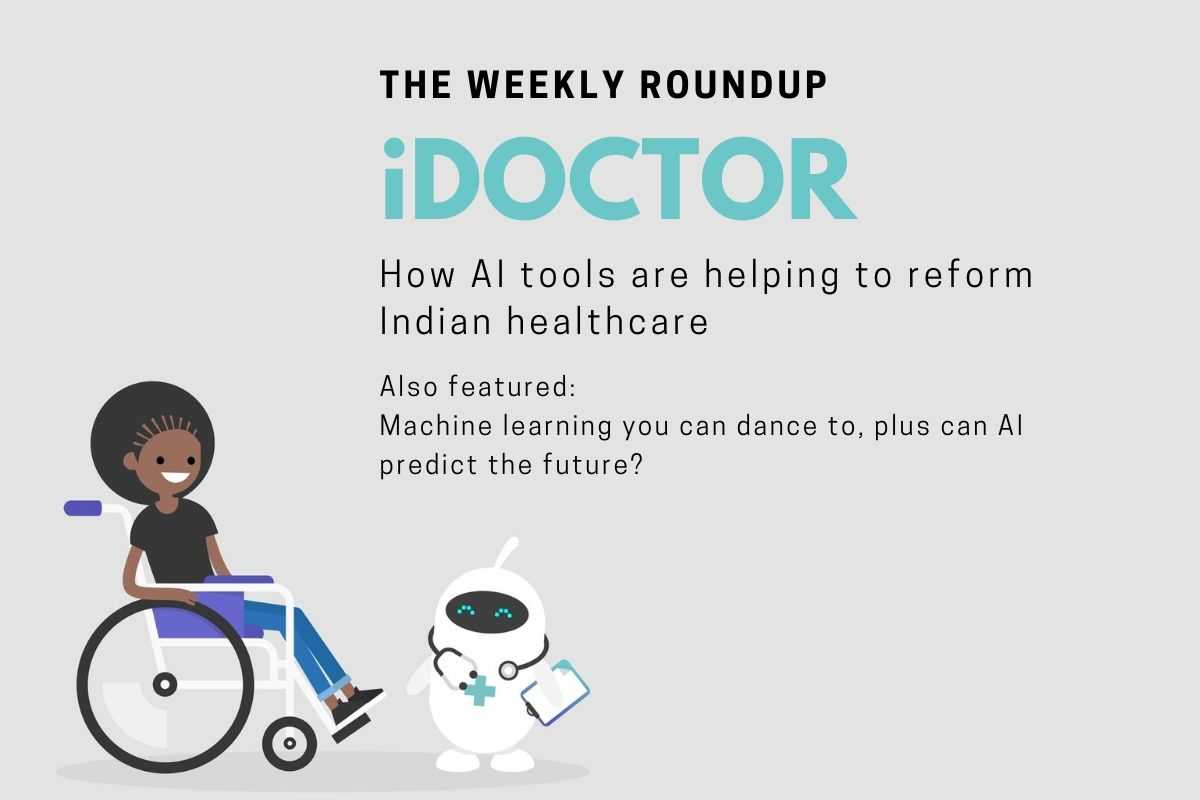 THE WEEKLY ROUNDUP
iDOCTOR
How AI tools are helping to reform
Indian healthcare
Also featured:
Machine learning you can dance to, plus can AI
predict the future?